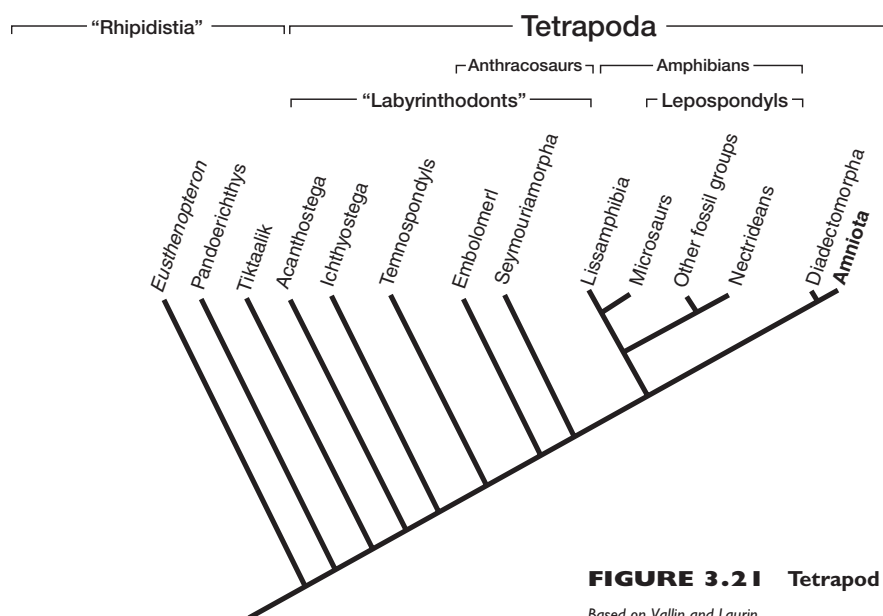 “Rhipidistia” Tetrapoda
Anthracosaurs Amphibians
“Labyrinthodonts” Lepospondyls
Eusthenopteron
Pandoerichthys
Tiktaalik
Acanthostega
Ichthyostega
Temnospondyls
Embolomerl
Seymouriamorpha
Lissamphibia
Microsaurs
Other fossil groups
Nectrideans
Diadectomorpha
Amniota
FIGURE 3.21 Tetrapod
Based on Vallin and Laurin